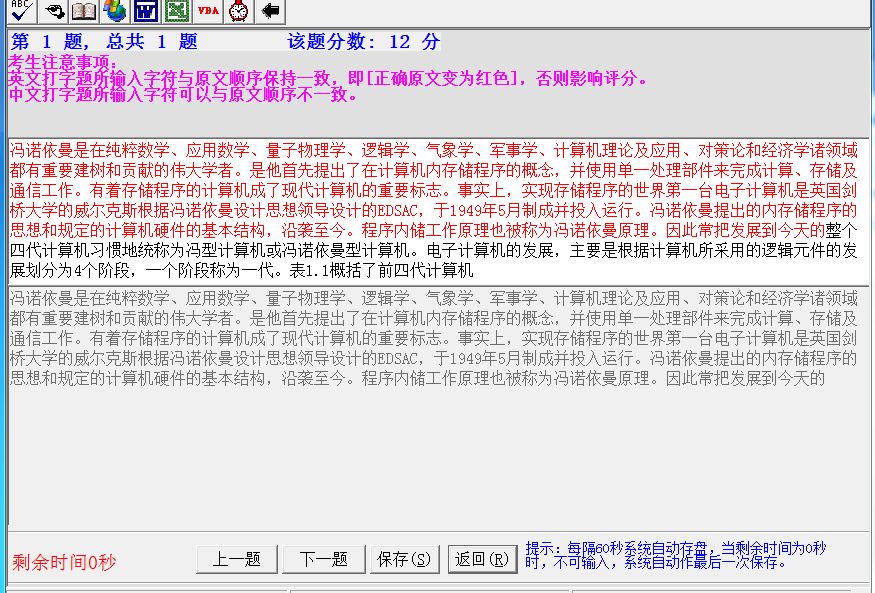 ABC
W
VBA
第 1 题, 总共 1 题 该题分数: 12 分
考生注意事项:
英文打字题所输入字符与原文顺序保持一致，即[正确原文变为红色]，否则影响评分。
中文打字题所输入字符可以与原文顺序不一致。
冯诺依曼是在纯粹数学、应用数学、量子物理学、逻辑学、气象学、军事学、计算机理论及应用、对策论和经济学诸领域
都有重要建树和贡献的伟大学者。是他首先提出了在计算机内存储程序的概念，并使用单一处理部件来完成计算、存储及
通信工作。有着存储程序的计算机成了现代计算机的重要标志。事实上，实现存储程序的世界第一台电子计算机是英国剑
桥大学的威尔克斯根据冯诺依曼设计思想领导设计的EDSAC，于1949年5月制成并投入运行。冯诺依曼提出的内存储程序的
思想和规定的计算机硬件的基本结构，沿袭至今。程序内储工作原理也被称为冯诺依曼原理。因此常把发展到今天的整个
四代计算机习惯地统称为冯型计算机或冯诺依曼型计算机。电子计算机的发展，主要是根据计算机所采用的逻辑元件的发
展划分为4个阶段，一个阶段称为一代。表1.1概括了前四代计算机
冯诺依曼是在纯粹数学、应用数学、量子物理学、逻辑学、气象学、军事学、计算机理论及应用、对策论和经济学诸领域
都有重要建树和贡献的伟大学者。是他首先提出了在计算机内存储程序的概念，并使用单一处理部件来完成计算、存储及
通信工作。有着存储程序的计算机成了现代计算机的重要标志。事实上，实现存储程序的世界第一台电子计算机是英国剑
桥大学的威尔克斯根据冯诺依曼设计思想领导设计的EDSAC，于1949年5月制成并投入运行。冯诺依曼提出的内存储程序的
思想和规定的计算机硬件的基本结构，沿袭至今。程序内储工作原理也被称为冯诺依曼原理。因此常把发展到今天的
剩余时间0秒 上一题 下一题 保存(S) 返回(R)
提示：每隔60秒系统自动存盘，当剩余时间为0秒
时，不可输入，系统自动作最后一次保存。